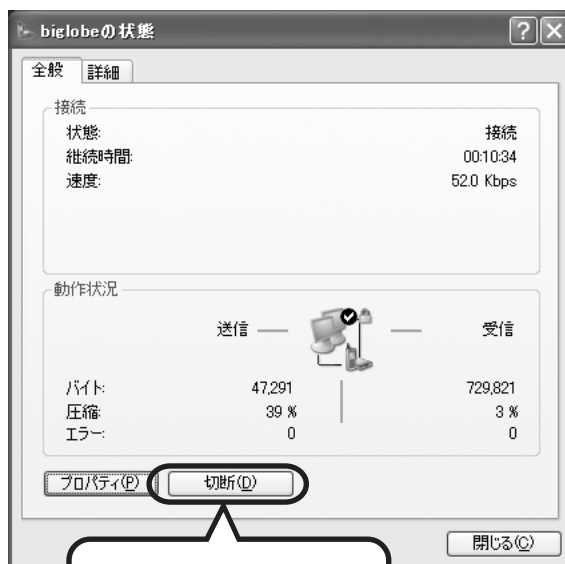 biglobeの状態
全般 詳細
接続
状態: 接続
継続時間: 00:10:34
速度: 52.0 Kbps
動作状況
送信 受信
バイト: 47,291 729,821
圧縮: 39 % 3 %
エラー: 0 0
プロパティ(P) 切断(D)
閉じる(C)